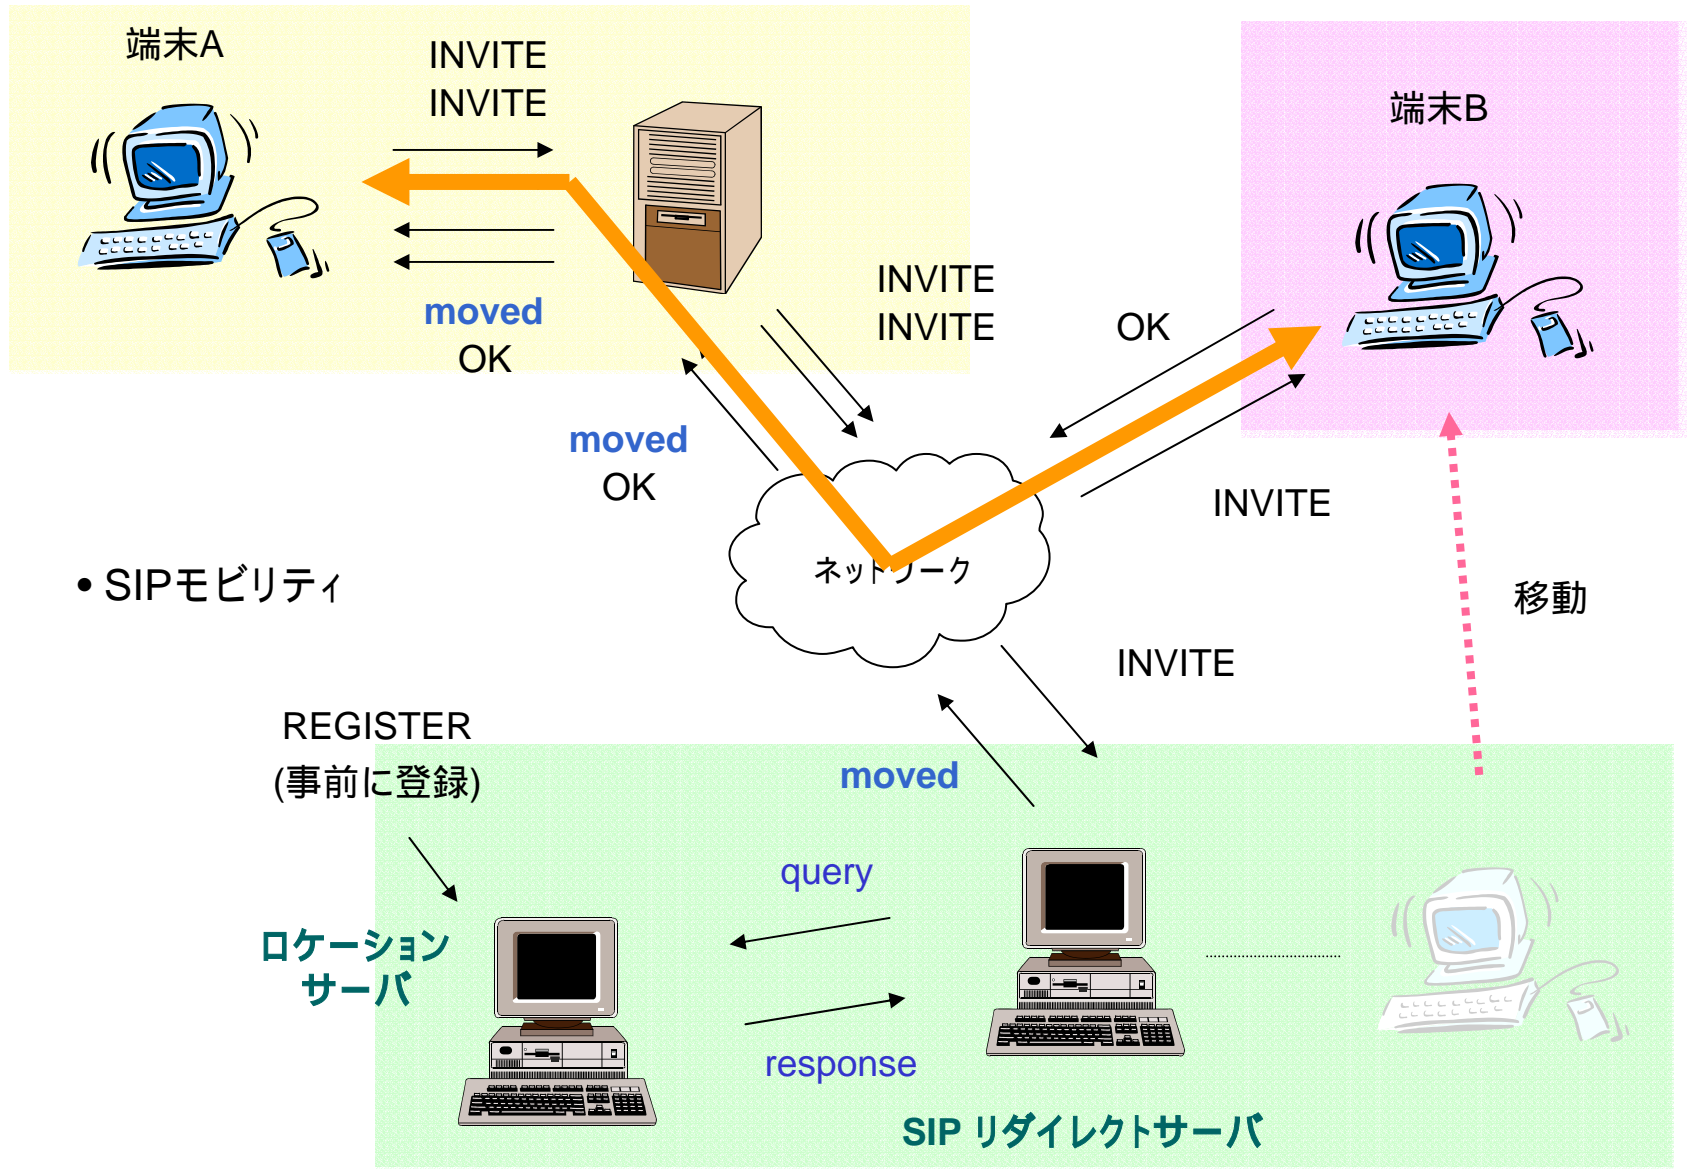 端末A
INVITE
INVITE
端末B
moved
OK
INVITE
INVITE
OK
moved
OK
INVITE
ネットワーク
• SIPモビリティ
移動
INVITE
REGISTER
(事前に登録)
moved
query
ロケーション
サーバ
response
SIP リダイレクトサーバ